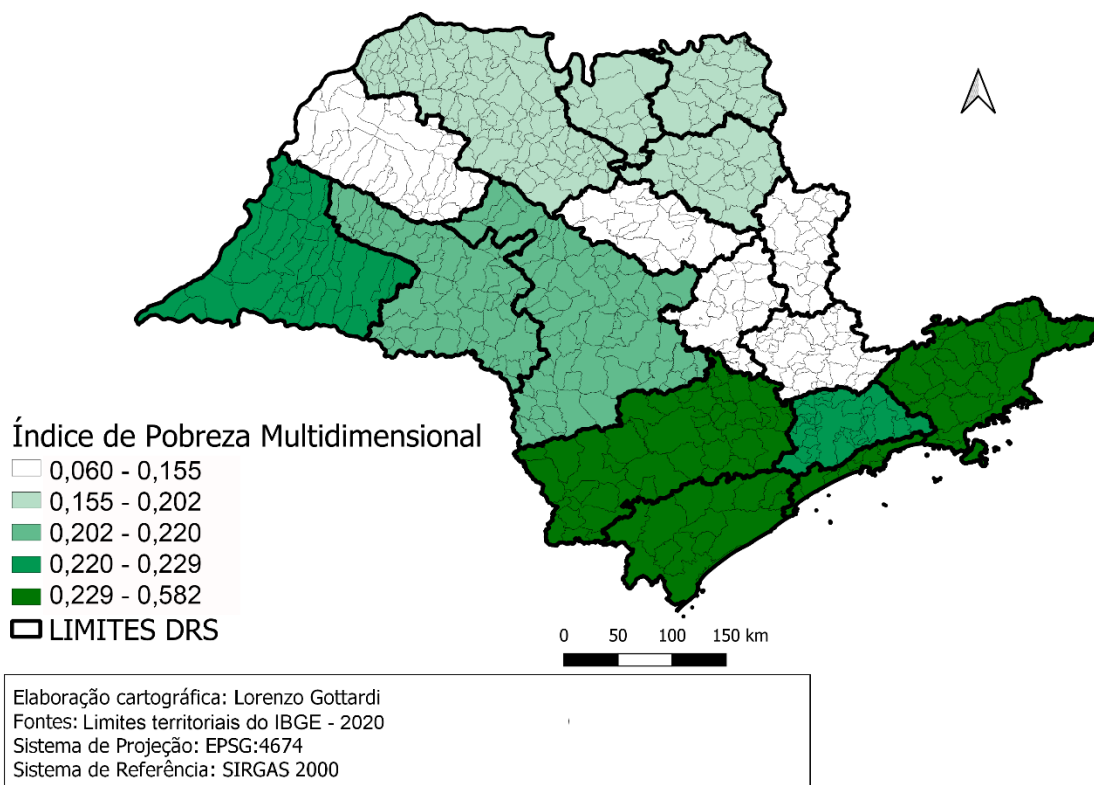 Índice de Pobreza Multidimensional
0,060 - 0,155
0,155 - 0,202
0,202 - 0,220
0,220 - 0,229
0,229 - 0,582
LIMITES DRS
0 50 100 150 km
Elaboração cartográfica: Lorenzo Gottardi
Fontes: Limites territoriais do IBGE - 2020
Sistema de Projeção: EPSG:4674
Sistema de Referência: SIRGAS 2000